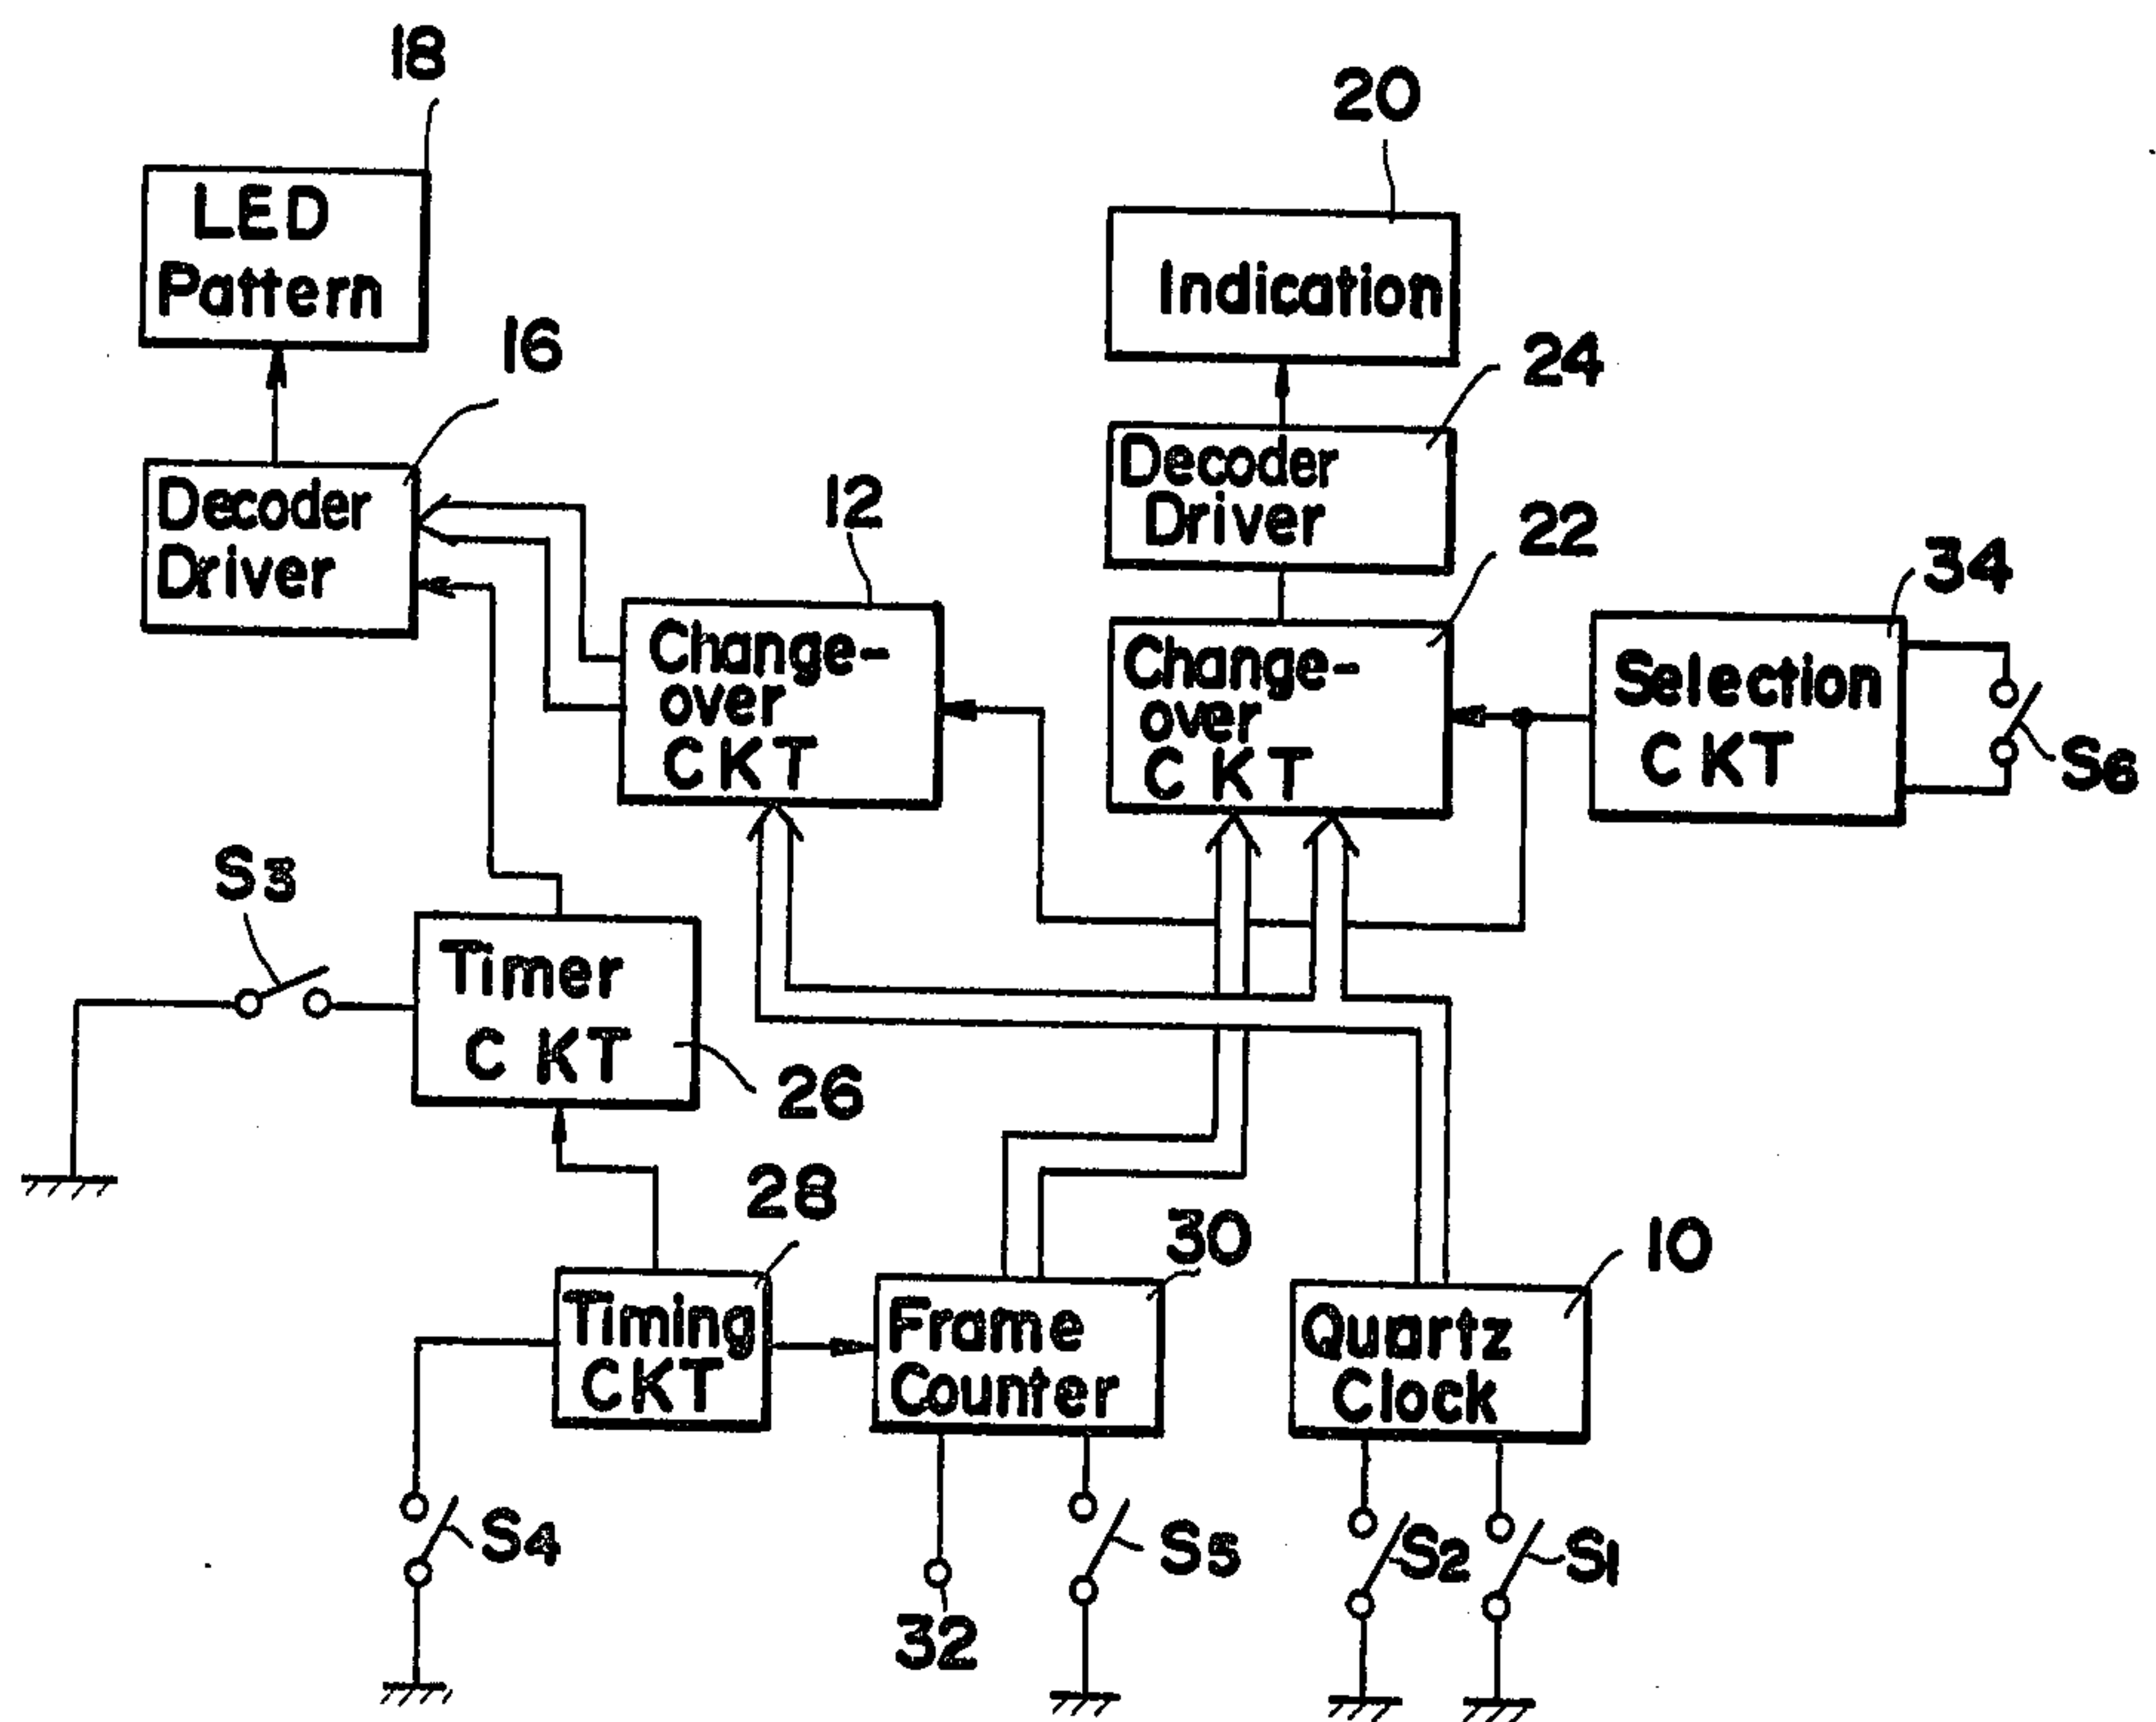 18
20
LED
Pattern
Indication
16
24
Decoder
Driver
Decoder
Driver
12
22
34
Change-
over
CKT
Change-
over
CKT
Selection
CKT
S6
S3
Timer
CKT
26
28
30
10
Timing
CKT
Frame
Counter
Quartz
Clock
S4
S5
S2
S1
32